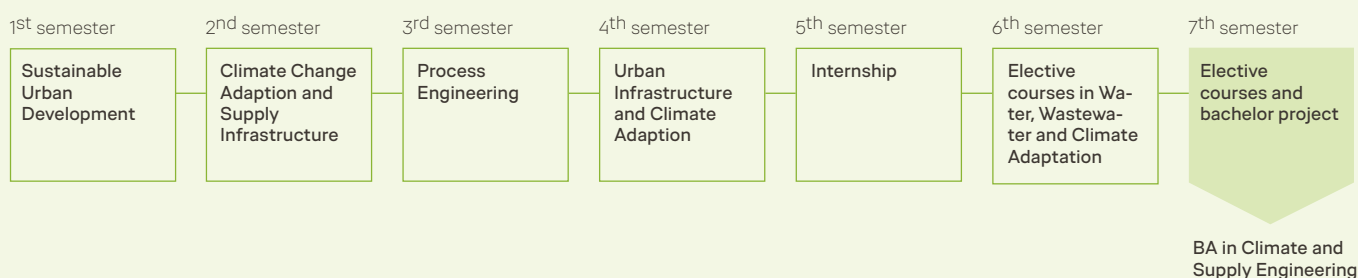 1st semester
2nd semester
3rd semester
4th semester
5th semester
6th semester
7th semester
Sustainable
Urban
Development
Climate Change
Adaption and
Supply
Infrastructure
Process
Engineering
Urban
Infrastructure
and Climate
Adaption
Internship
Elective
courses in Wa-
ter, Wastewa-
ter and Climate
Adaptation
Elective
courses and
bachelor project
BA in Climate and
Supply Engineering